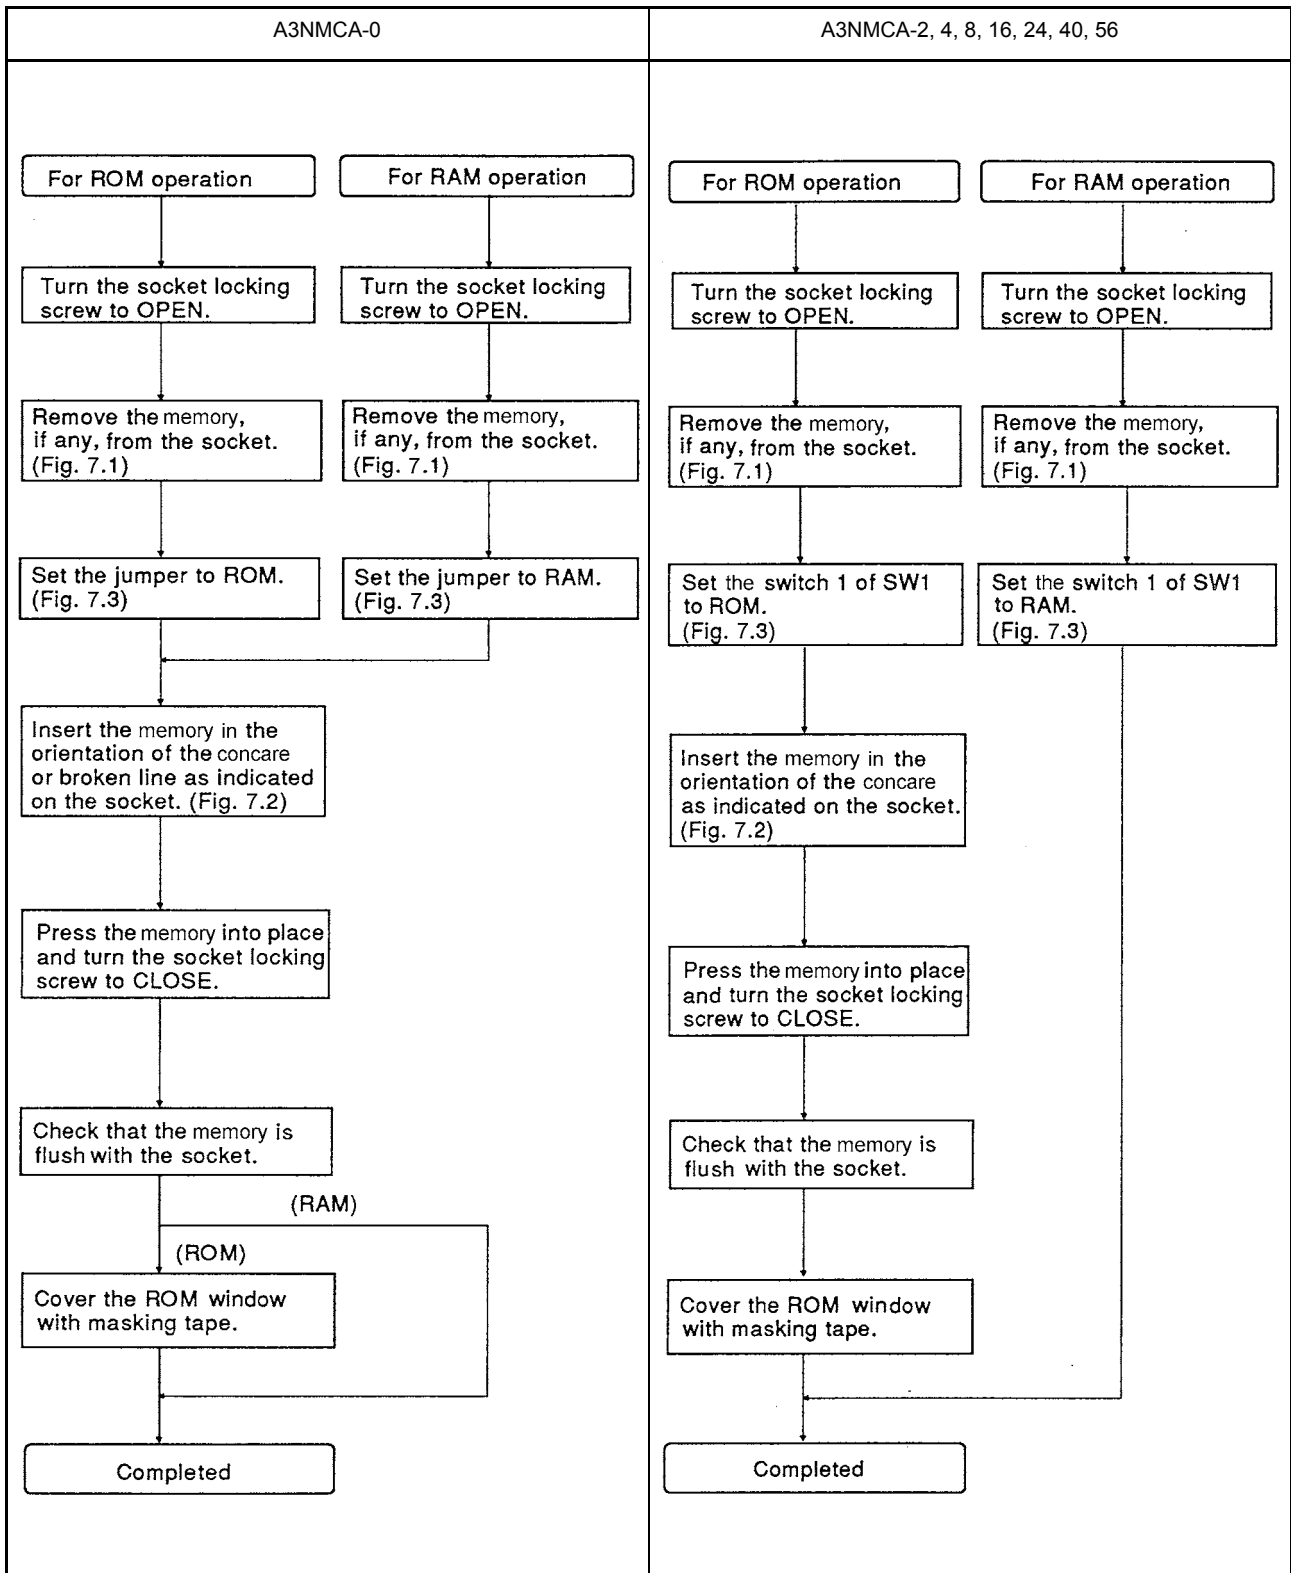 A3NMCA-0
For ROM operation
For RAM operation
Turn the socket locking
screw to OPEN.
Turn the socket locking
screw to OPEN.
Remove the memory,
if any, from the socket.
(Fig. 7.1)
Remove the memory,
if any, from the socket.
(Fig. 7.1)
Set the jumper to ROM.
(Fig. 7.3)
Set the jumper to RAM.
(Fig. 7.3)
Insert the memory in the
orientation of the concare
or broken line as indicated
on the socket. (Fig. 7.2)
Press the memory into place
and turn the socket locking
screw to CLOSE.
Check that the memory is
flush with the socket.
(RAM)
(ROM)
Cover the ROM window
with masking tape.
Completed
A3NMCA-2, 4, 8, 16, 24, 40, 56
For ROM operation
For RAM operation
Turn the socket locking
screw to OPEN.
Turn the socket locking
screw to OPEN.
Remove the memory,
if any, from the socket.
(Fig. 7.1)
Remove the memory,
if any, from the socket.
(Fig. 7.1)
Set the switch 1 of SW1
to ROM.
(Fig. 7.3)
Set the switch 1 of SW1
to RAM.
(Fig. 7.3)
Insert the memory in the
orientation of the concare
as indicated on the socket.
(Fig. 7.2)
Press the memory into place
and turn the socket locking
screw to CLOSE.
Check that the memory is
flush with the socket.
Cover the ROM window
with masking tape.
Completed